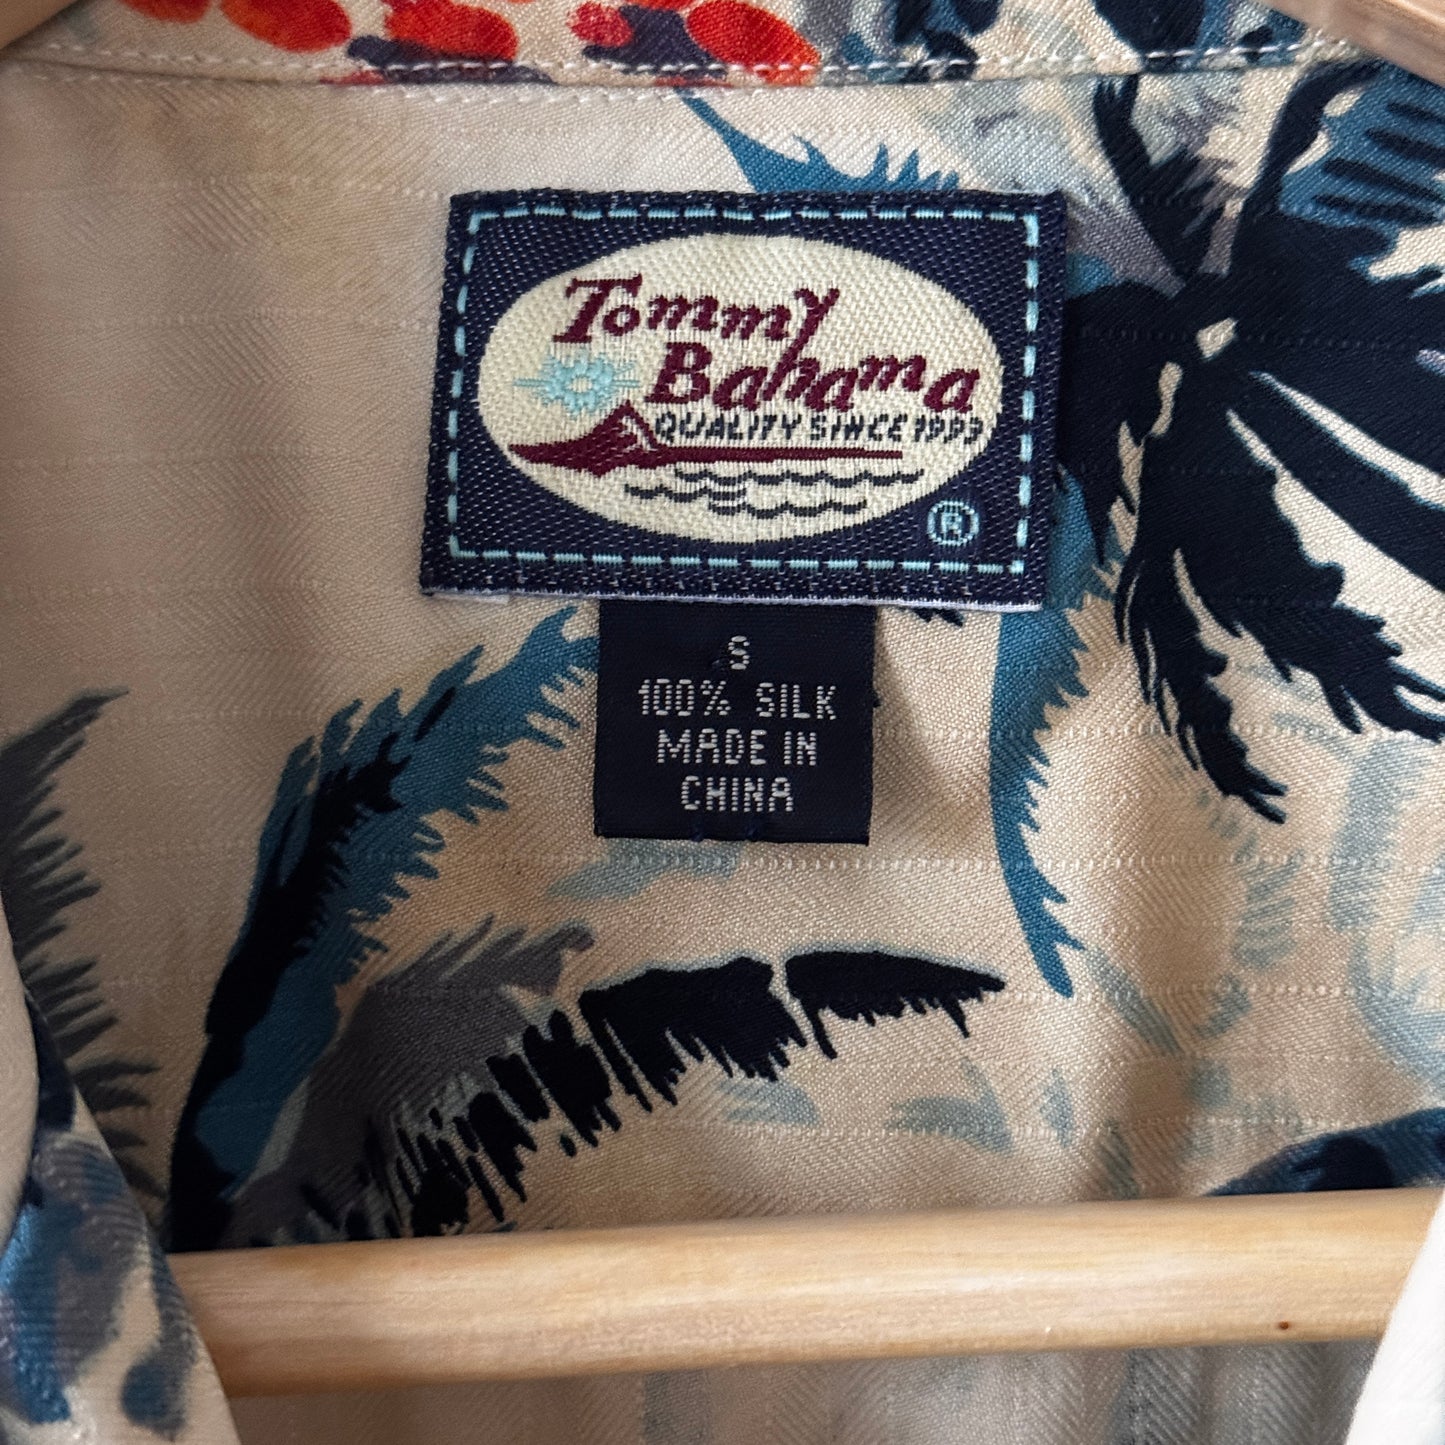 Tommy
Bahama
QUALITY SINCE 1993
®
S
100% SILK
MADE IN
CHINA